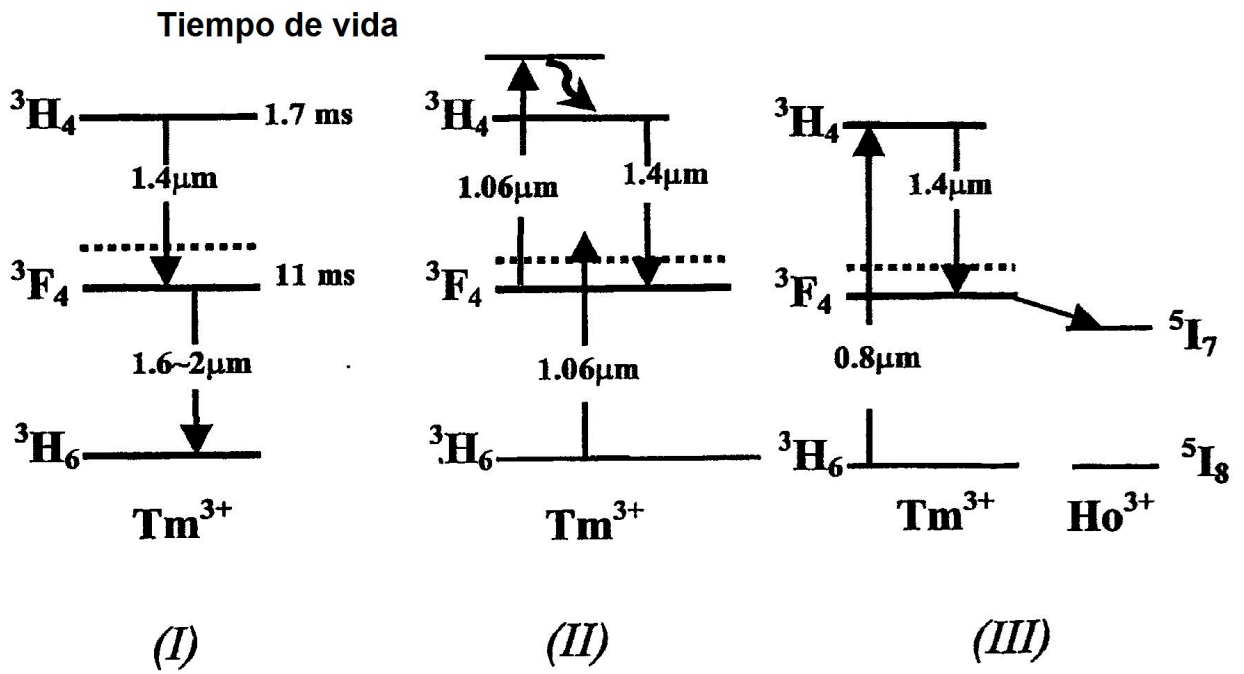 Tiempo de vida
³H₄ 1.7 ms
1.4μm
³F₄ 11 ms
1.6~2μm
³H₆
Tm³⁺
(I)
³H₄
1.06μm 1.4μm
³F₄
1.06μm
³H₆
Tm³⁺
(II)
³H₄
1.4μm
³F₄ ⁵I₇
0.8μm
³H₆ ⁵I₈
Tm³⁺ Ho³⁺
(III)